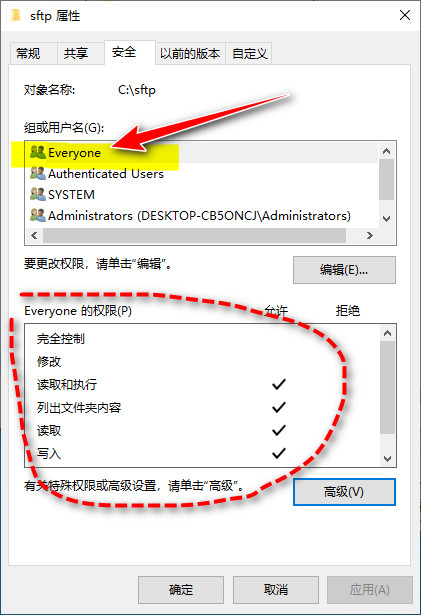 sftp 属性
常规 共享 安全 以前的版本 自定义
对象名称: C:\sftp
组或用户名(G):
Everyone
Authenticated Users
SYSTEM
Administrators (DESKTOP-CB5ONCJ\Administrators)
要更改权限，请单击“编辑”。
编辑(E)...
Everyone 的权限(P) 允许 拒绝
完全控制
修改
读取和执行
列出文件夹内容
读取
写入
有关特殊权限或高级设置，请单击“高级”。
高级(V)
确定 取消 应用(A)